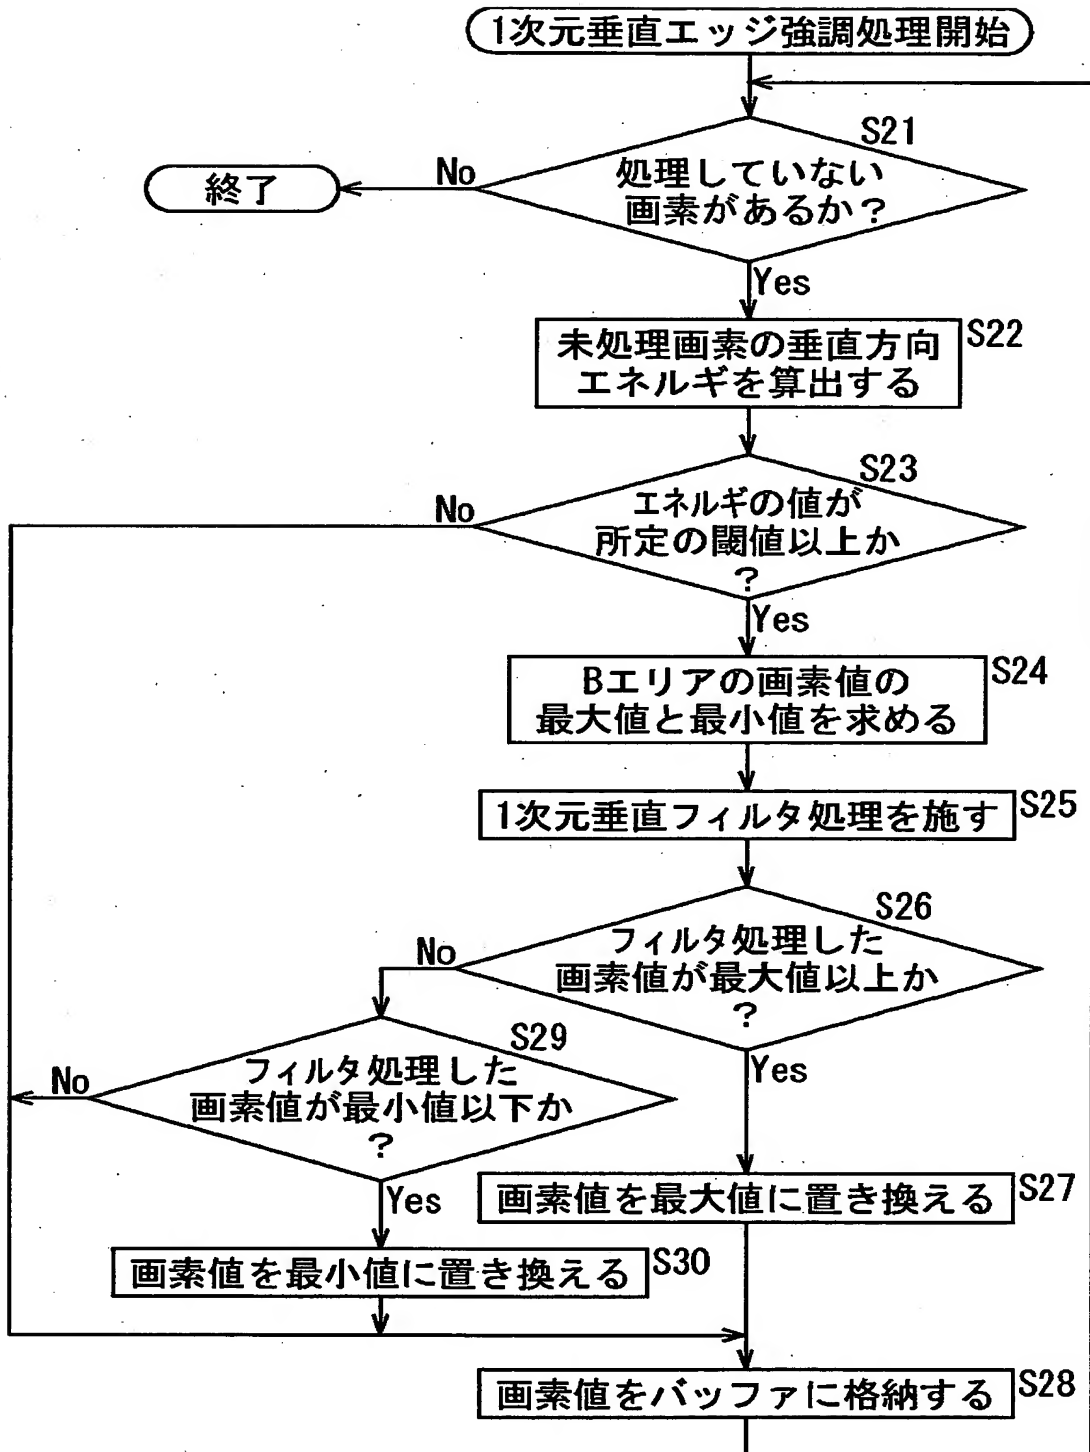 1次元垂直エッジ強調処理開始
S21
処理していない
画素があるか？
No
終了
Yes
S22
未処理画素の垂直方向
エネルギを算出する
S23
エネルギの値が
所定の閾値以上か
？
No
Yes
S24
Bエリアの画素値の
最大値と最小値を求める
1次元垂直フィルタ処理を施す
S25
S26
フィルタ処理した
画素値が最大値以上か
？
No
Yes
S29
フィルタ処理した
画素値が最小値以下か
？
No
Yes
画素値を最大値に置き換える
S27
画素値を最小値に置き換える
S30
画素値をバッファに格納する
S28